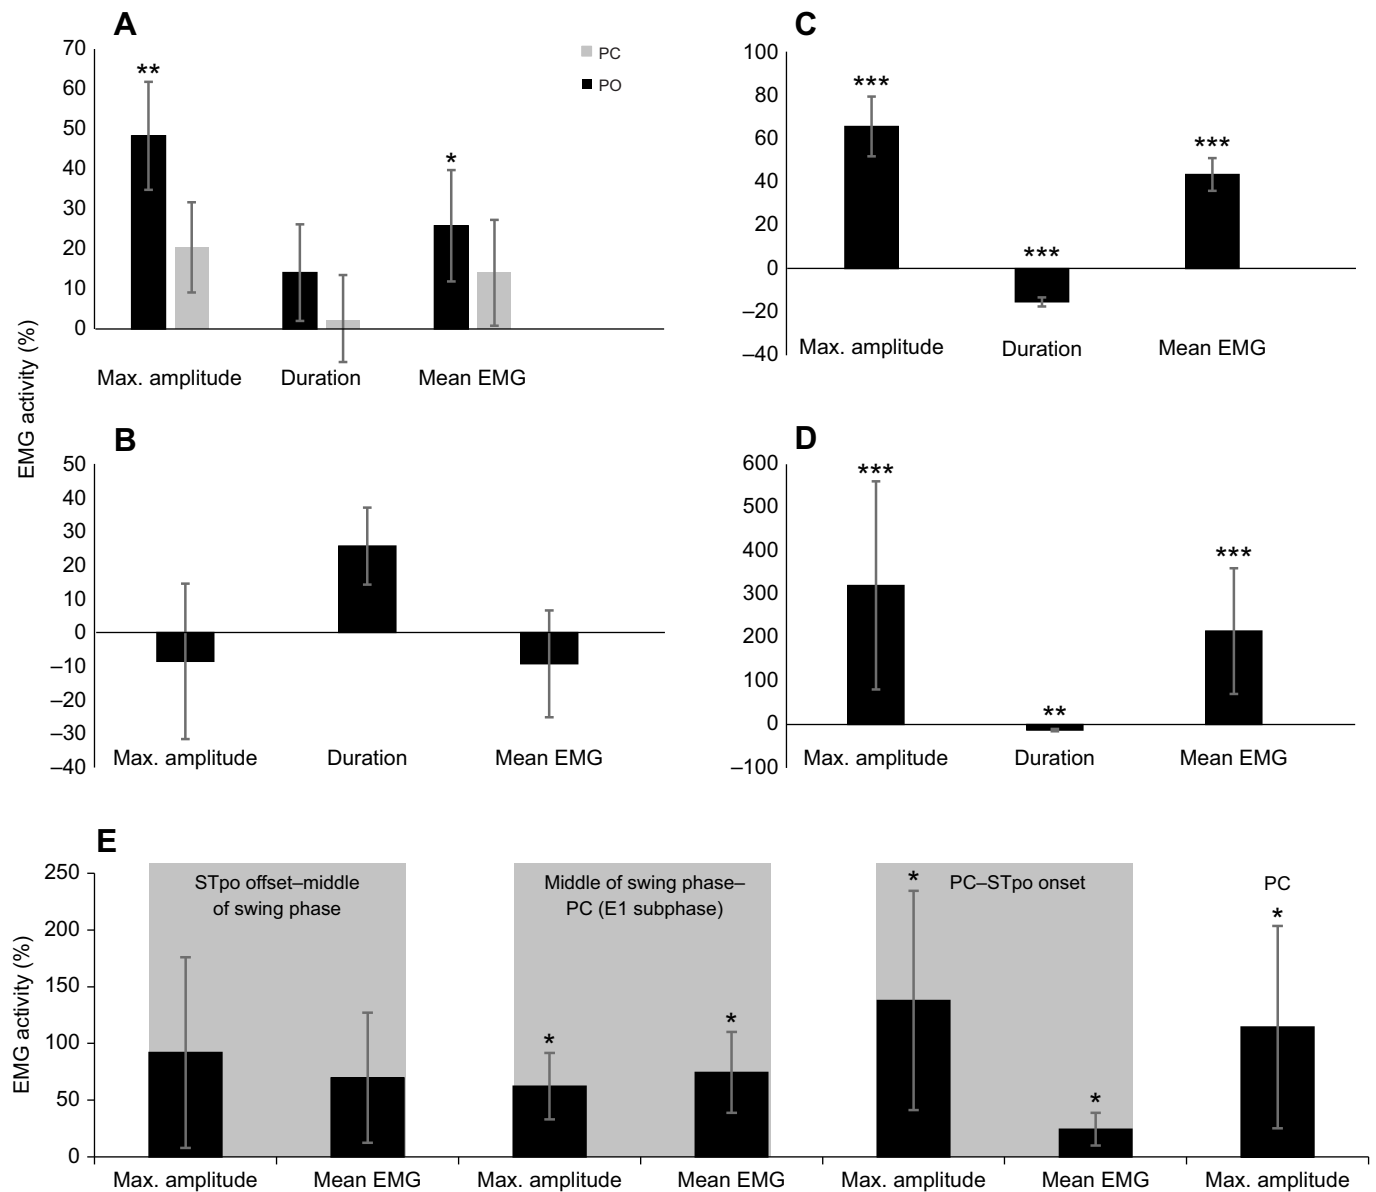 A
70
60
50
40
30
20
10
0
**
*
PC
PO
Max. amplitude
Duration
Mean EMG
EMG activity (%)
C
100
80
60
40
20
0
–20
–40
***
***
***
Max. amplitude
Duration
Mean EMG
B
50
40
30
20
10
0
–10
–20
–30
–40
Max. amplitude
Duration
Mean EMG
D
600
500
400
300
200
100
0
–100
***
**
***
Max. amplitude
Duration
Mean EMG
E
EMG activity (%)
250
200
150
100
50
0
STpo offset–middle
of swing phase
Middle of swing phase–
PC (E1 subphase)
*
*
PC–STpo onset
*
*
PC
*
Max. amplitude
Mean EMG
Max. amplitude
Mean EMG
Max. amplitude
Mean EMG
Max. amplitude